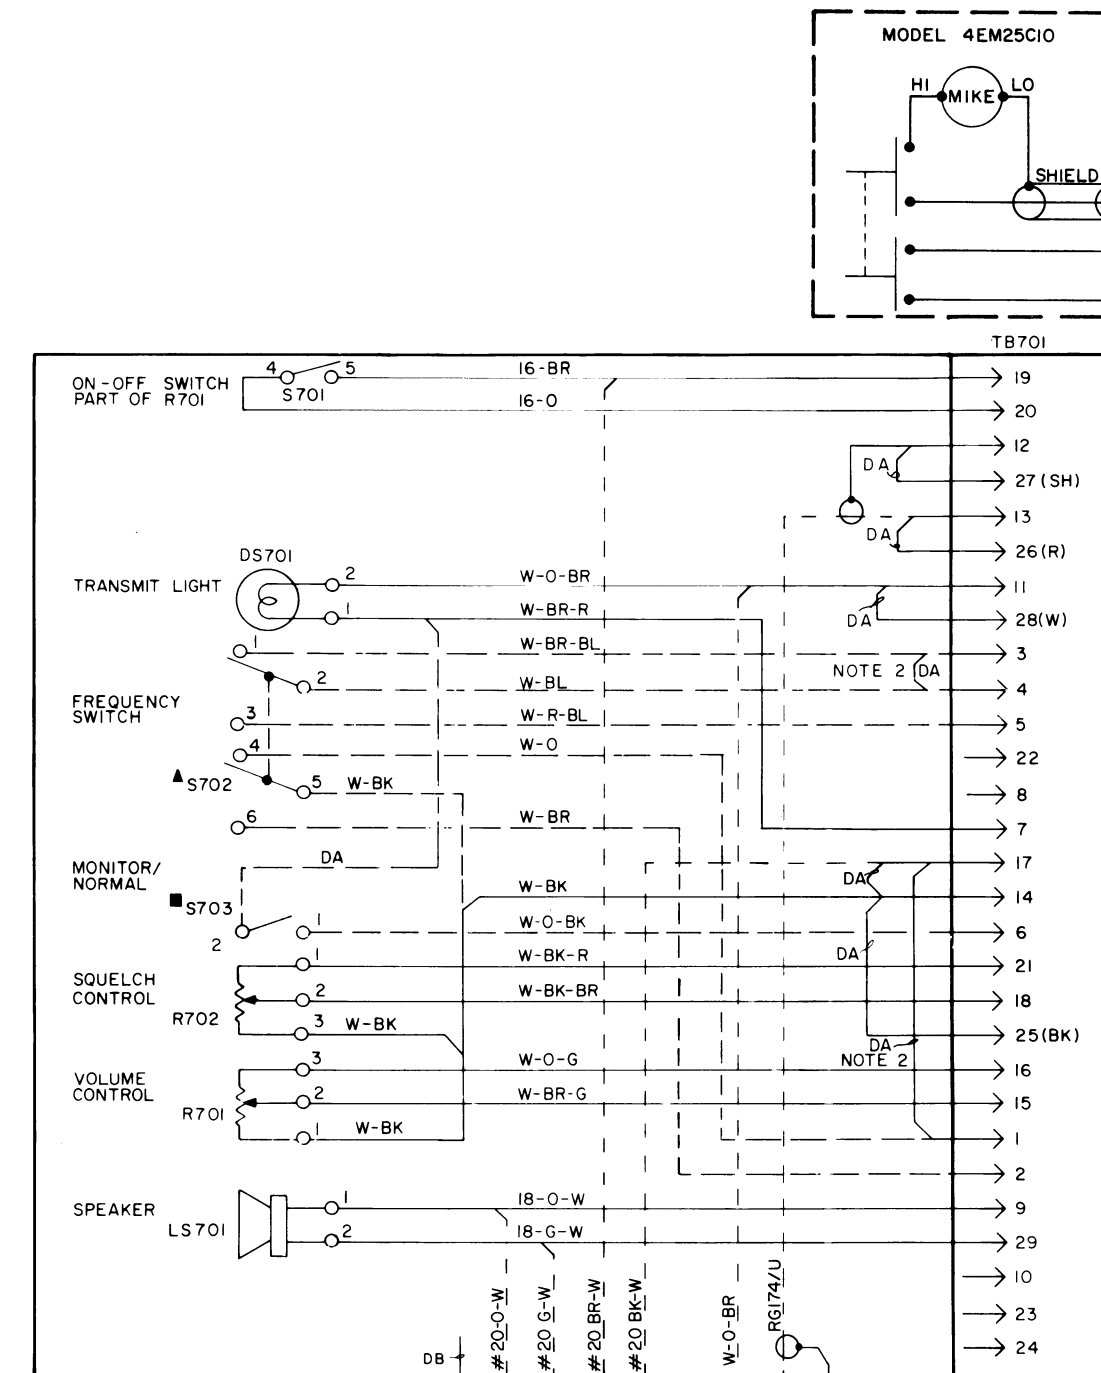 MODEL 4EM25C10
HI MIKE LO
SHIELD
TB701
ON-OFF SWITCH
PART OF R701
4 5
S701
16-BR
19
16-O
20
12
DA
27(SH)
13
DA
26(R)
DS701
TRANSMIT LIGHT
2
W-O-BR
11
1
W-BR-R
DA
28(W)
1
W-BR-BL
3
NOTE 2 DA
2
W-BL
4
FREQUENCY
SWITCH
3
W-R-BL
5
4
W-O
22
S702
5
W-BK
8
6
W-BR
7
DA
MONITOR/
NORMAL
17
DA
W-BK
14
S703
2
1
W-O-BK
6
DA
1
W-BK-R
21
SQUELCH
CONTROL
2
W-BK-BR
18
R702
3
W-BK
25(BK)
DA
NOTE 2
3
W-O-G
16
VOLUME
CONTROL
2
W-BR-G
15
R701
1
W-BK
1
2
SPEAKER
LS701
1
18-O-W
9
2
18-G-W
29
10
23
24
DB
#20-O-W
#20 G-W
#20 BR-W
#20 BK-W
W-O-BR
RG174/U